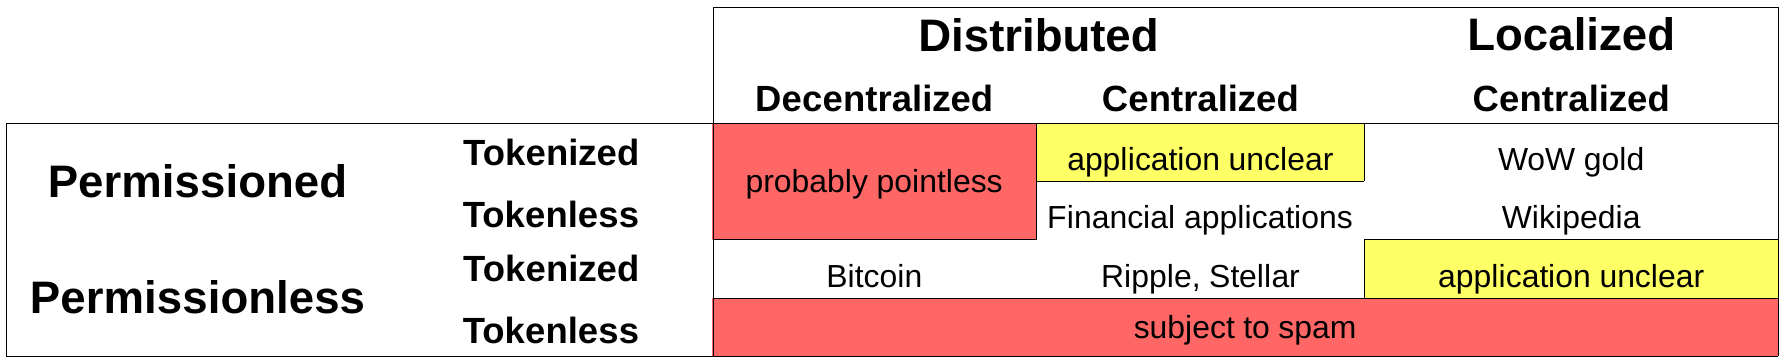 Distributed Localized
Decentralized Centralized Centralized
Permissioned Tokenized probably pointless application unclear WoW gold
Tokenless Financial applications Wikipedia
Permissionless Tokenized Bitcoin Ripple, Stellar application unclear
Tokenless subject to spam